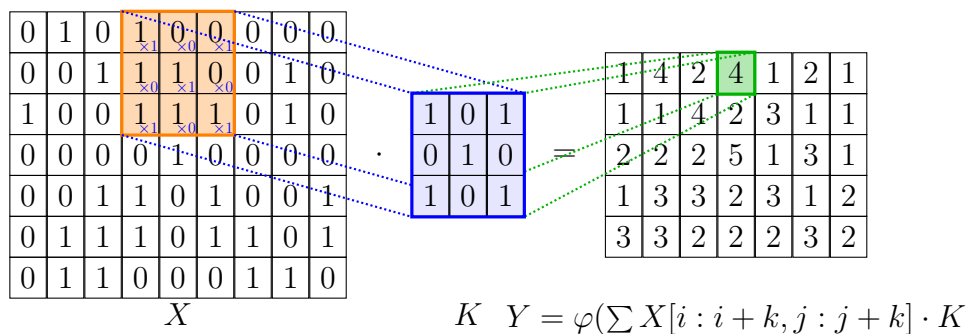 0 1 0 1 0 0 0 0 0
×1 ×0 ×1
0 0 1 1 1 0 0 1 0
×0 ×1 ×0
1 0 0 1 1 1 0 1 0
×1 ×0 ×1
0 0 0 0 1 0 0 0 0
0 0 1 1 0 1 0 0 1
0 1 1 1 0 1 1 0 1
0 1 1 0 0 0 1 1 0
X
·
1 0 1
0 1 0
1 0 1
K
=
1 4 2 4 1 2 1
1 1 4 2 3 1 1
2 2 2 5 1 3 1
1 3 3 2 3 1 2
3 3 2 2 2 3 2
Y = φ(∑ X[i : i + k, j : j + k] · K